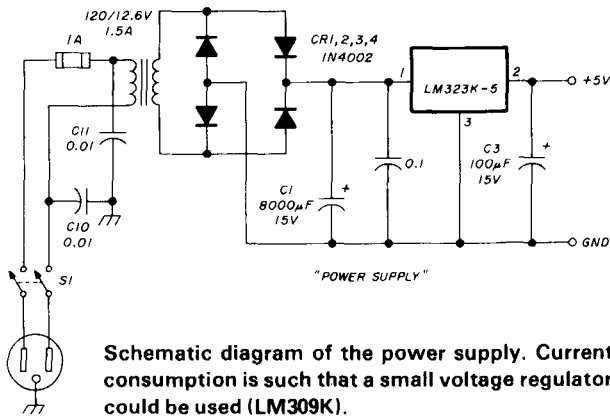 120/12.6V
1.5A
1A
CR1,2,3,4
1N4002
1
LM323K-5
2
+5V
3
C11
0.01
C10
0.01
C1
8000μF
15V
+
0.1
C3
100μF
15V
+
GND
S1
"POWER SUPPLY"
Schematic diagram of the power supply. Current
consumption is such that a small voltage regulator
could be used (LM309K).